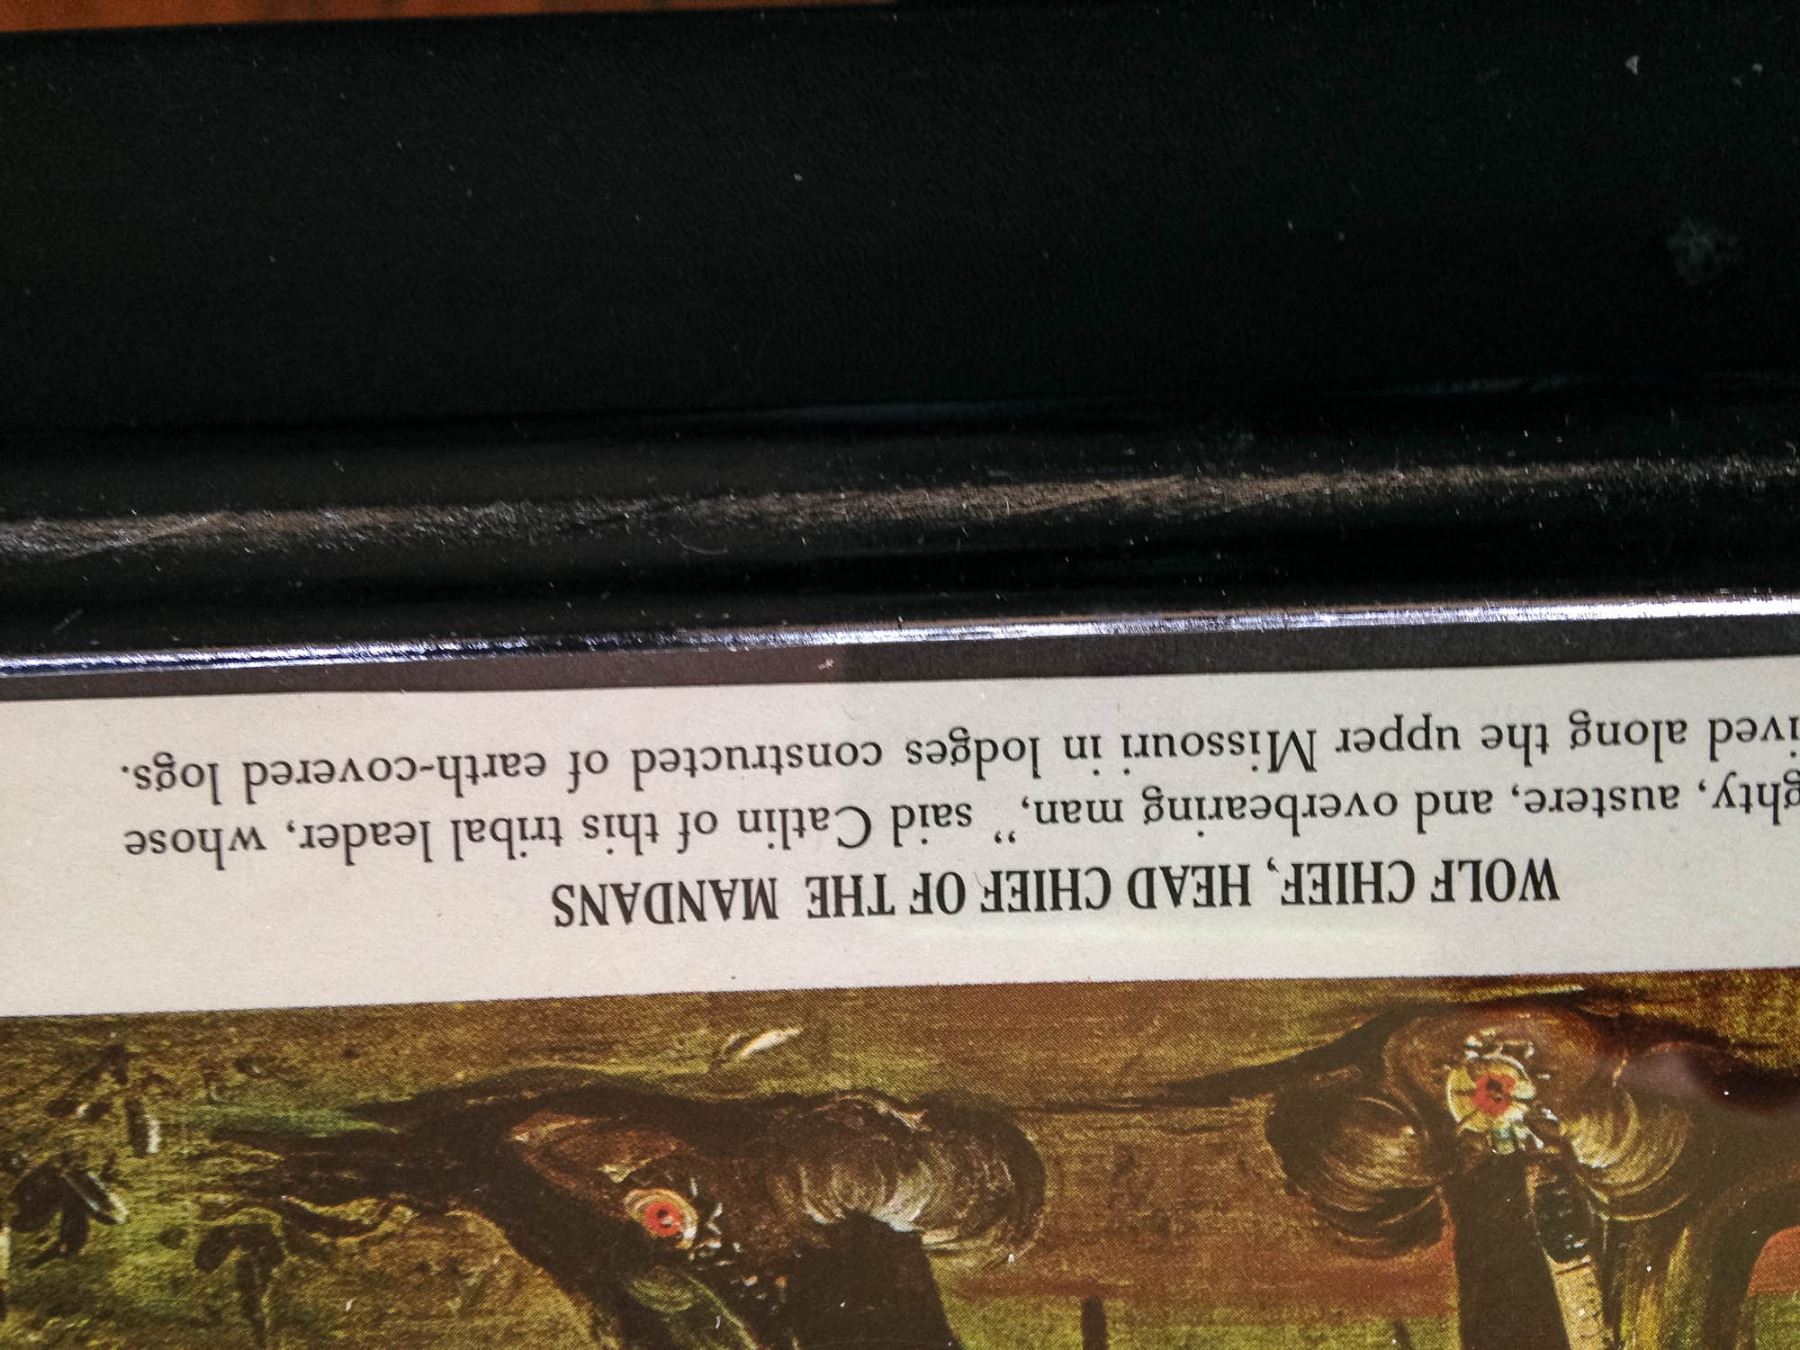 WOLF CHIEF, HEAD CHIEF OF THE MANDANS
ghty, austere, and overbearing man,” said Catlin of this tribal leader, whose
ived along the upper Missouri in lodges constructed of earth-covered logs.